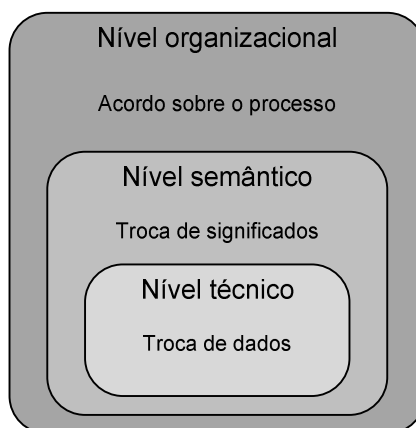 Nível organizacional
Acordo sobre o processo
Nível semântico
Troca de significados
Nível técnico
Troca de dados